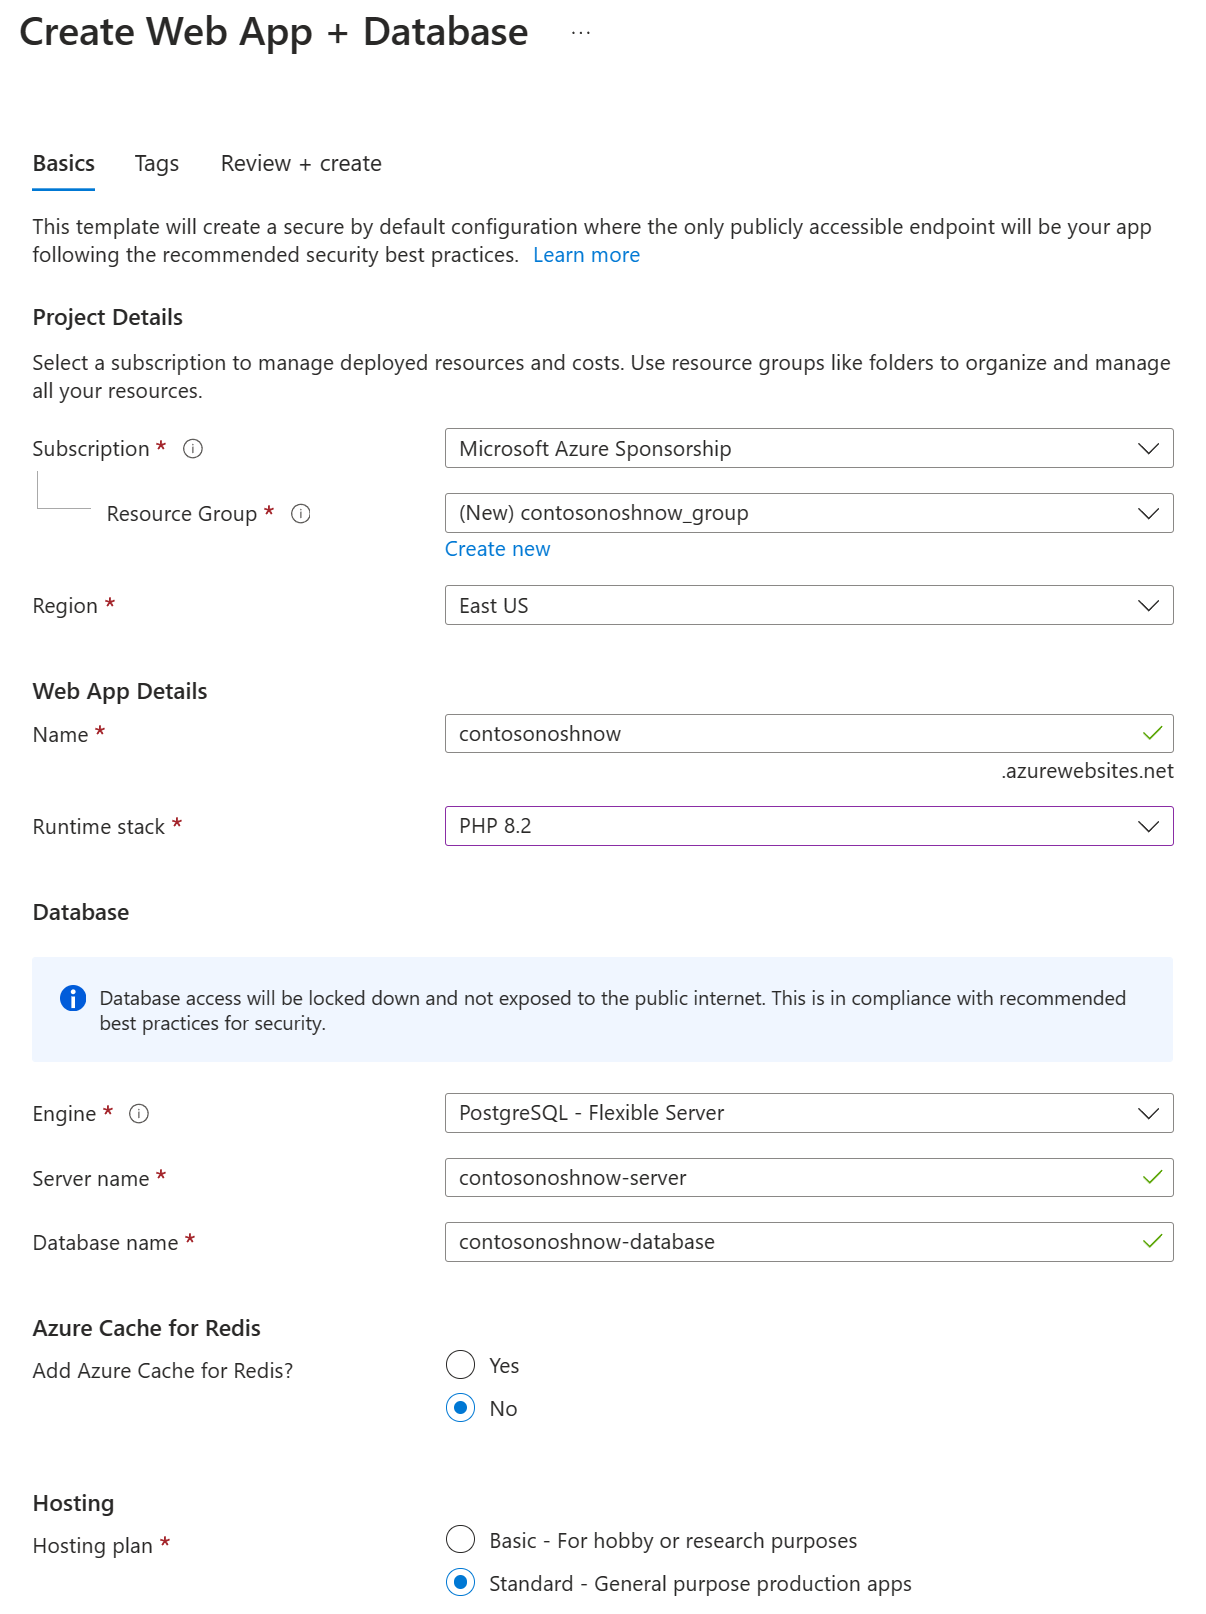 Create Web App + Database ...
Basics Tags Review + create
This template will create a secure by default configuration where the only publicly accessible endpoint will be your app
following the recommended security best practices. Learn more
Project Details
Select a subscription to manage deployed resources and costs. Use resource groups like folders to organize and manage
all your resources.
Subscription * Microsoft Azure Sponsorship
Resource Group * (New) contosonoshnow_group
Create new
Region * East US
Web App Details
Name * contosonoshnow
.azurewebsites.net
Runtime stack * PHP 8.2
Database
Database access will be locked down and not exposed to the public internet. This is in compliance with recommended
best practices for security.
Engine * PostgreSQL - Flexible Server
Server name * contosonoshnow-server
Database name * contosonoshnow-database
Azure Cache for Redis
Add Azure Cache for Redis? Yes
No
Hosting
Hosting plan * Basic - For hobby or research purposes
Standard - General purpose production apps